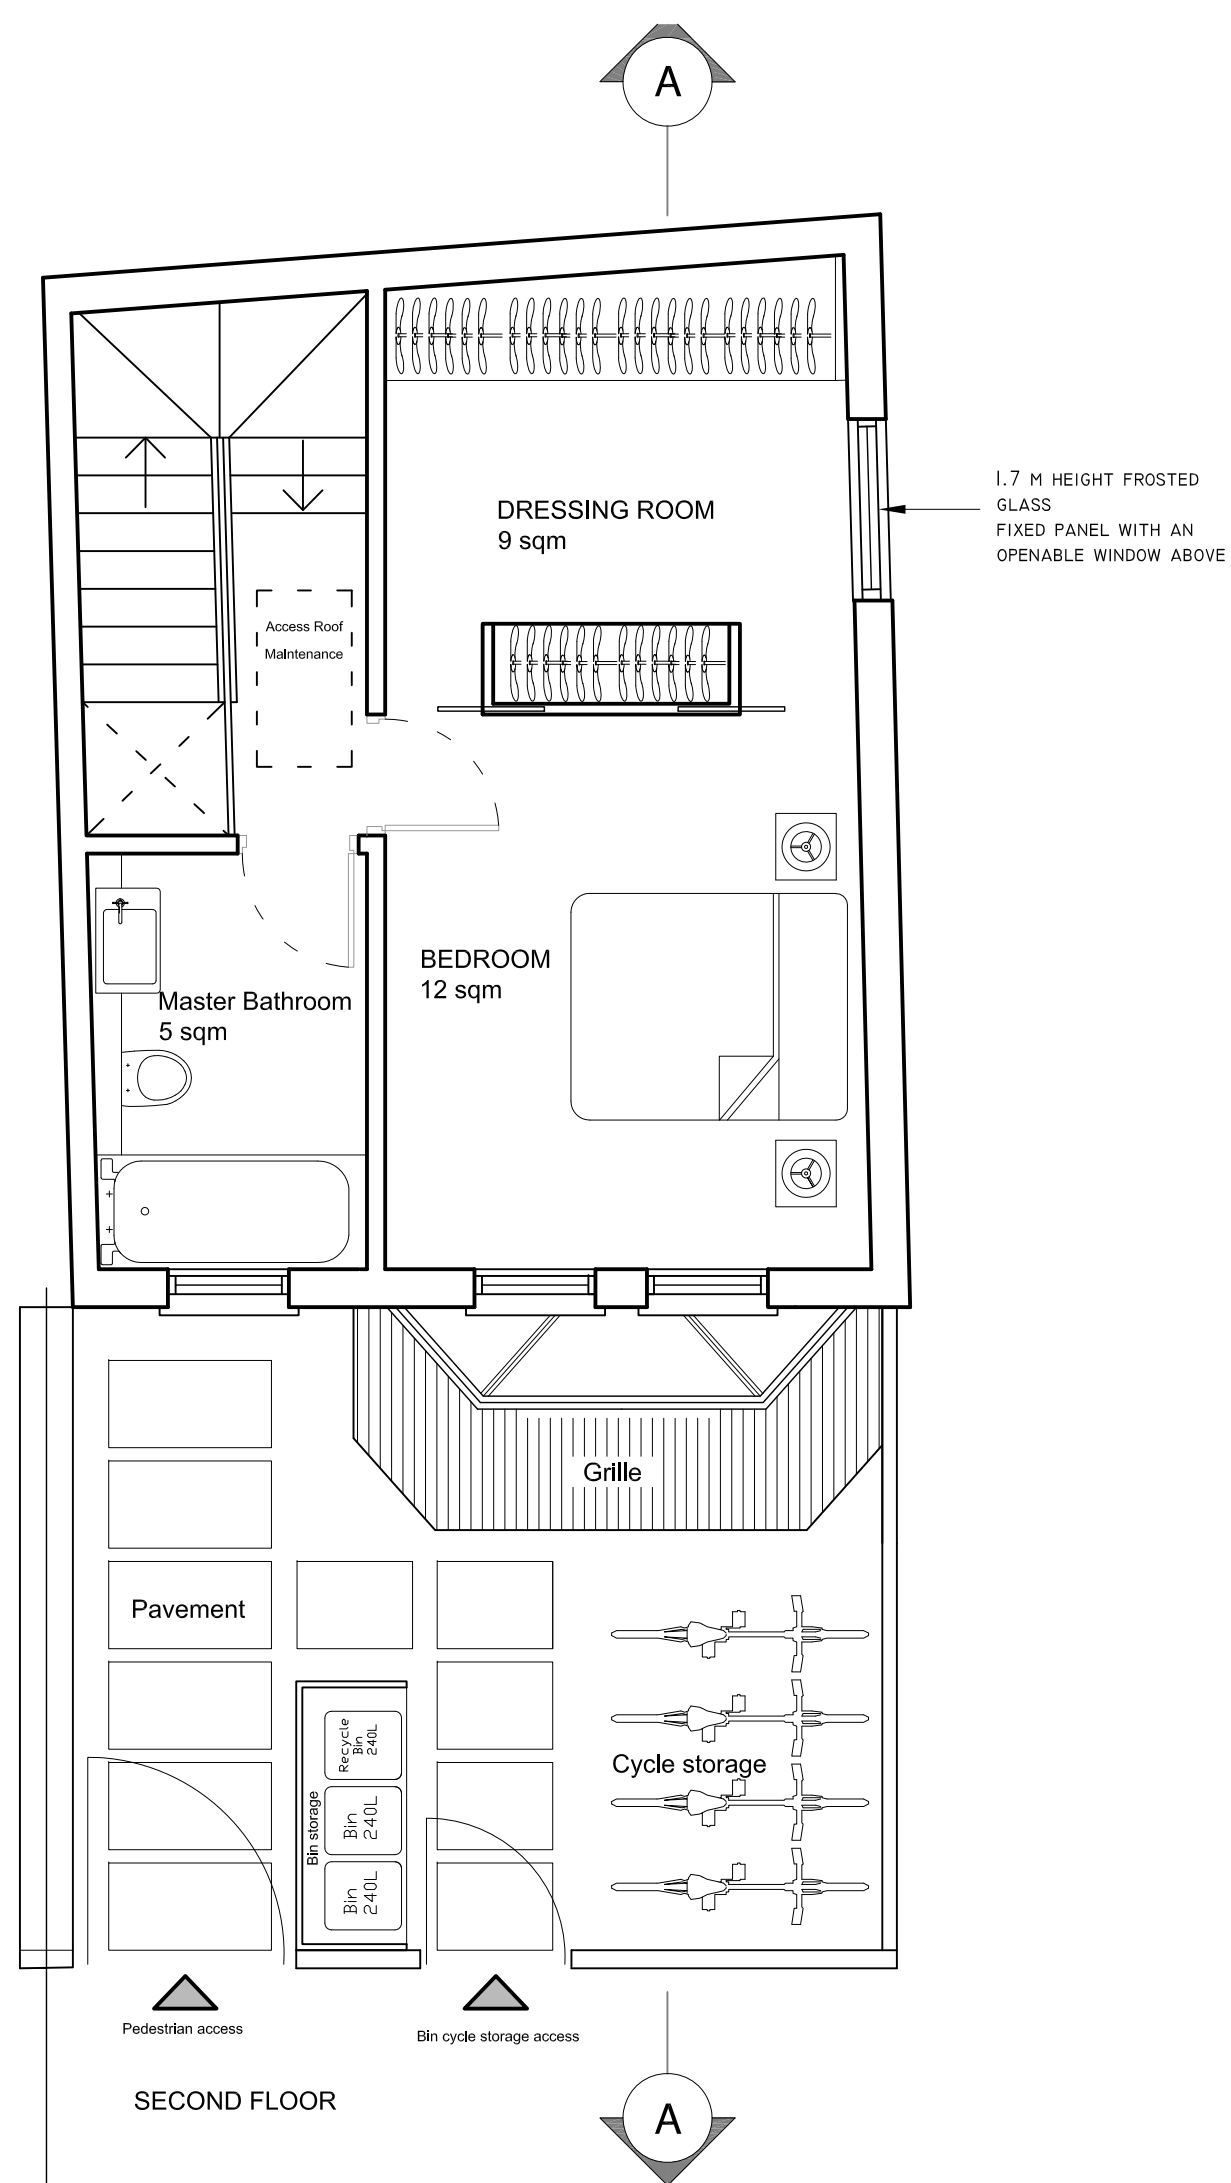 A
1.7 M HEIGHT FROSTED
GLASS
FIXED PANEL WITH AN
OPENABLE WINDOW ABOVE
DRESSING ROOM
9 sqm
Access Roof
Maintenance
BEDROOM
12 sqm
Master Bathroom
5 sqm
Grille
Pavement
Cycle storage
Bin storage
Recycle
Bin
240L
Bin
240L
Bin
240L
Pedestrian access
Bin cycle storage access
SECOND FLOOR
A